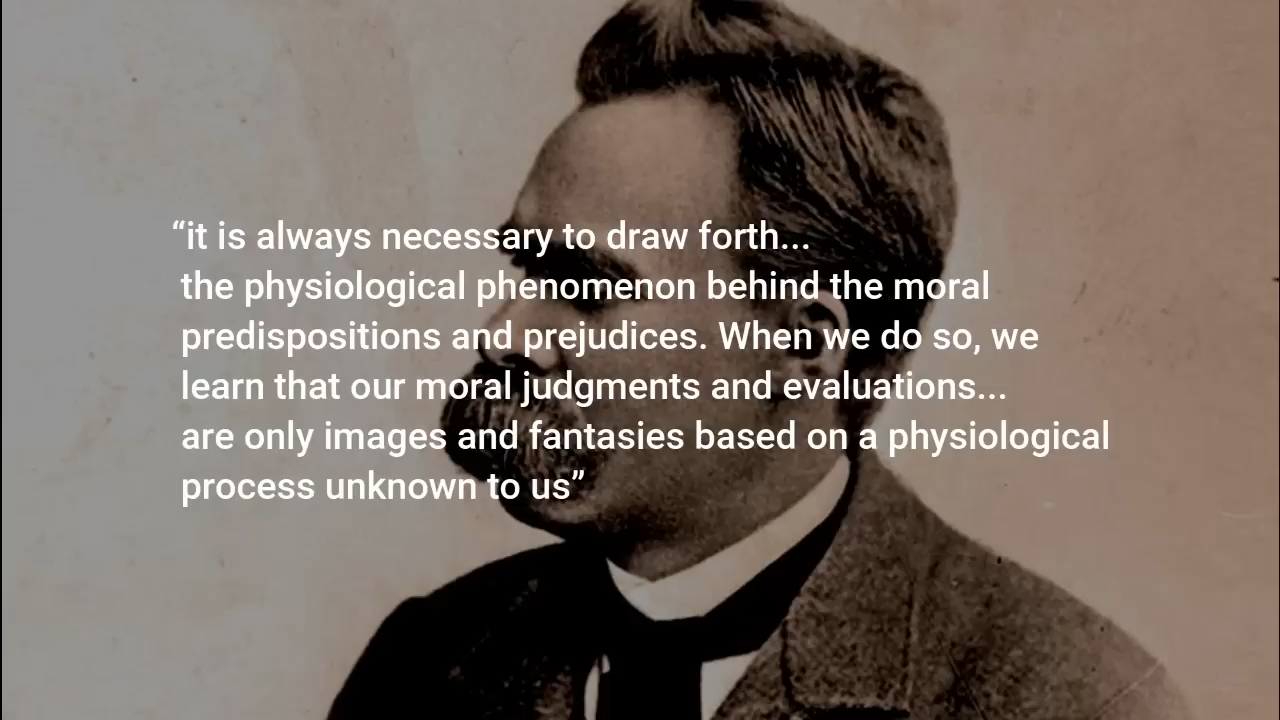 “it is always necessary to draw forth...
the physiological phenomenon behind the moral
predispositions and prejudices. When we do so, we
learn that our moral judgments and evaluations...
are only images and fantasies based on a physiological
process unknown to us”